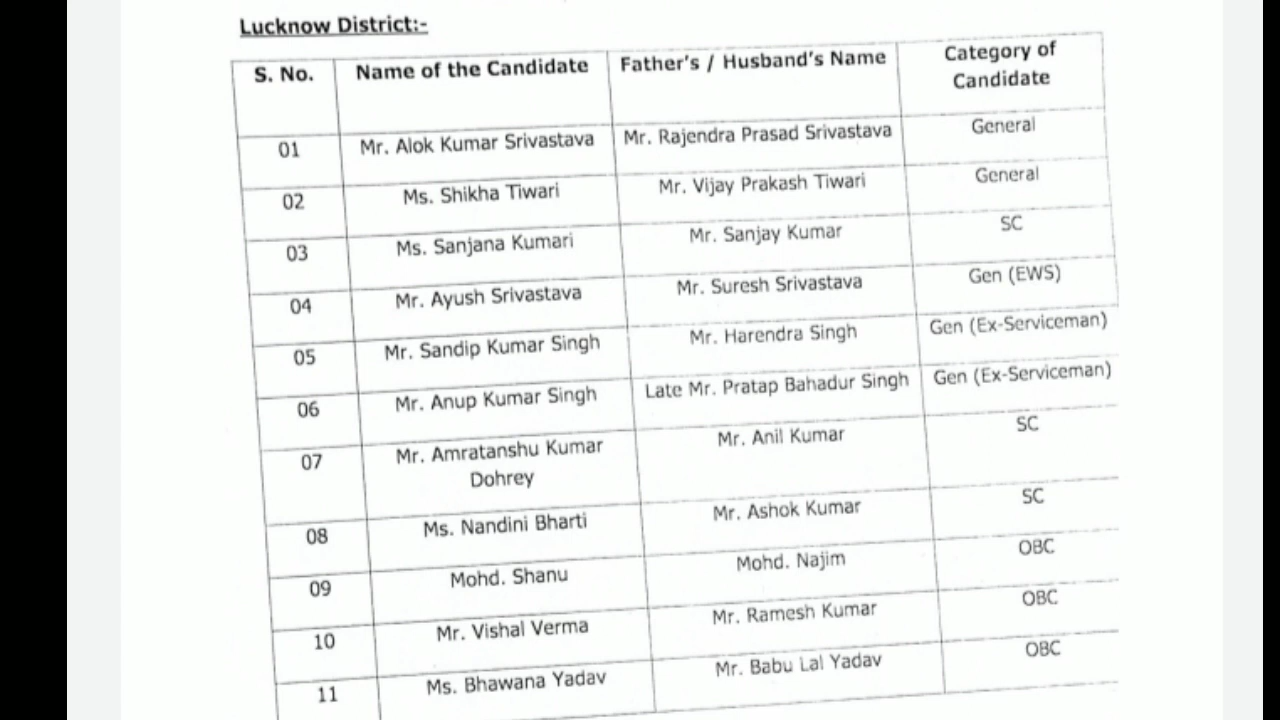 Lucknow District:-
S. No. Name of the Candidate Father's / Husband's Name Category of
Candidate
01 Mr. Alok Kumar Srivastava Mr. Rajendra Prasad Srivastava General
02 Ms. Shikha Tiwari Mr. Vijay Prakash Tiwari General
03 Ms. Sanjana Kumari Mr. Sanjay Kumar SC
04 Mr. Ayush Srivastava Mr. Suresh Srivastava Gen (EWS)
05 Mr. Sandip Kumar Singh Mr. Harendra Singh Gen (Ex-Serviceman)
06 Mr. Anup Kumar Singh Late Mr. Pratap Bahadur Singh Gen (Ex-Serviceman)
07 Mr. Amratanshu Kumar Mr. Anil Kumar SC
Dohrey
08 Ms. Nandini Bharti Mr. Ashok Kumar SC
09 Mohd. Shanu Mohd. Najim OBC
10 Mr. Vishal Verma Mr. Ramesh Kumar OBC
11 Ms. Bhawana Yadav Mr. Babu Lal Yadav OBC